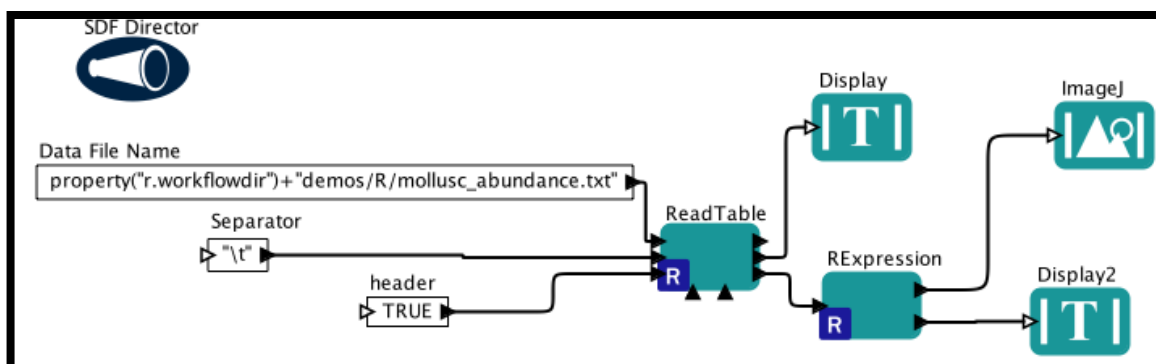 SDF Director
Display
ImageJ
T
Data File Name
property("r.workflowdir")+"demos/R/mollusc_abundance.txt"
Separator
"\t"
ReadTable
R
RExpression
R
header
TRUE
Display2
T